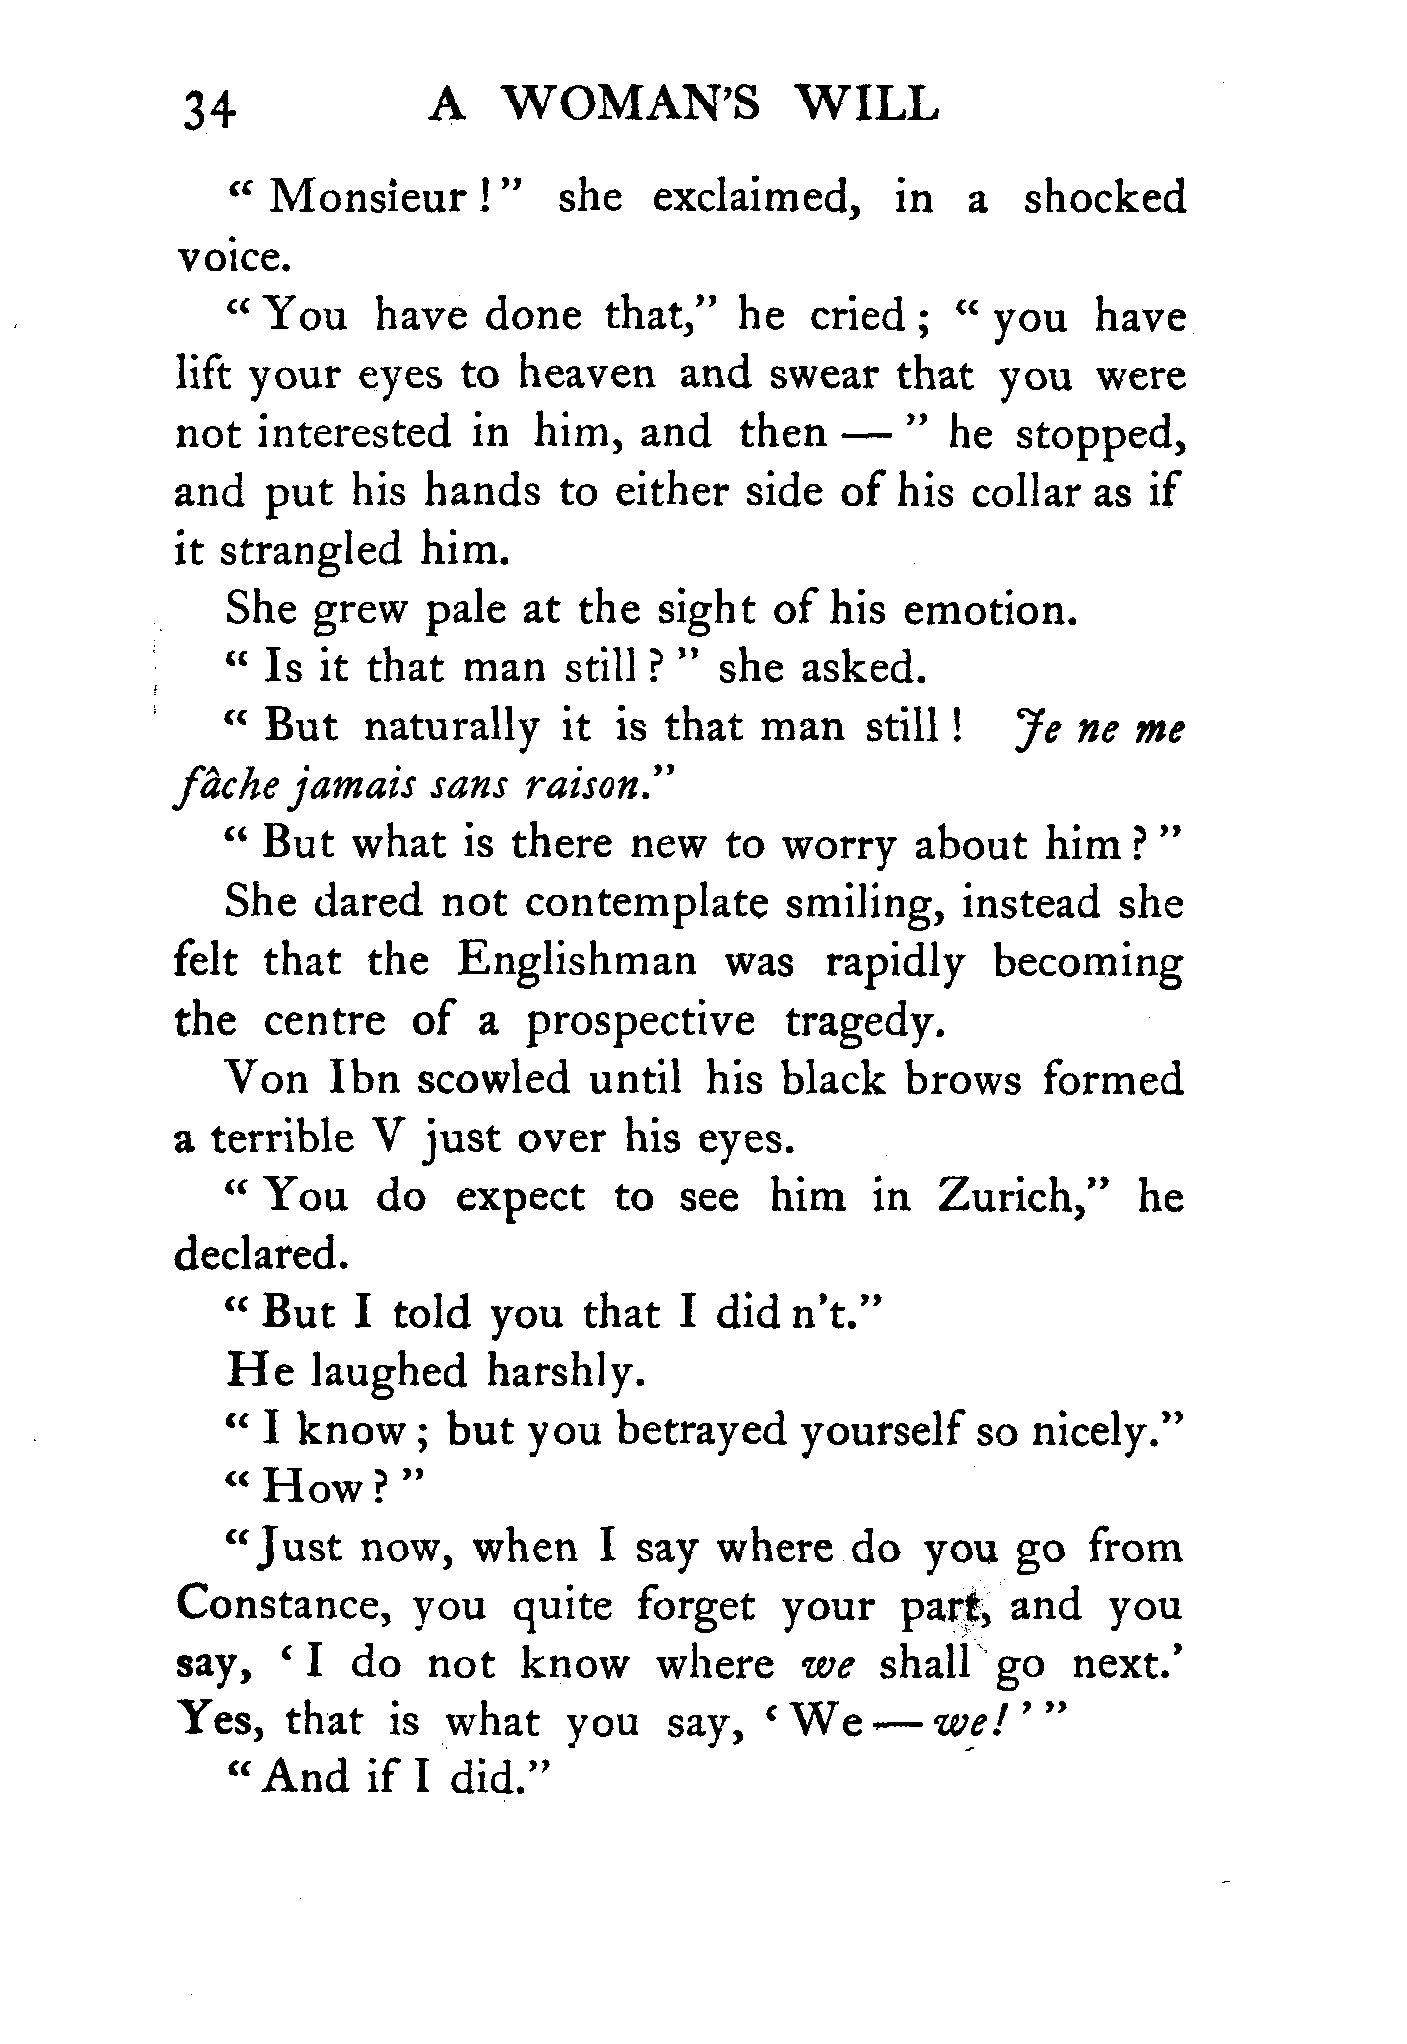 34 A WOMAN'S WILL
" Monsieur ! " she exclaimed, in a shocked
voice.
" You have done that," he cried ; " you have
lift your eyes to heaven and swear that you were
not interested in him, and then — " he stopped,
and put his hands to either side of his collar as if
it strangled him.
She grew pale at the sight of his emotion.
" Is it that man still ? " she asked.
" But naturally it is that man still ! Je ne me
fâche jamais sans raison."
" But what is there new to worry about him ? "
She dared not contemplate smiling, instead she
felt that the Englishman was rapidly becoming
the centre of a prospective tragedy.
Von Ibn scowled until his black brows formed
a terrible V just over his eyes.
" You do expect to see him in Zurich," he
declared.
" But I told you that I did n't."
He laughed harshly.
" I know ; but you betrayed yourself so nicely."
" How ? "
" Just now, when I say where do you go from
Constance, you quite forget your part, and you
say, ' I do not know where we shall go next.'
Yes, that is what you say, ' We — we! ' "
" And if I did."